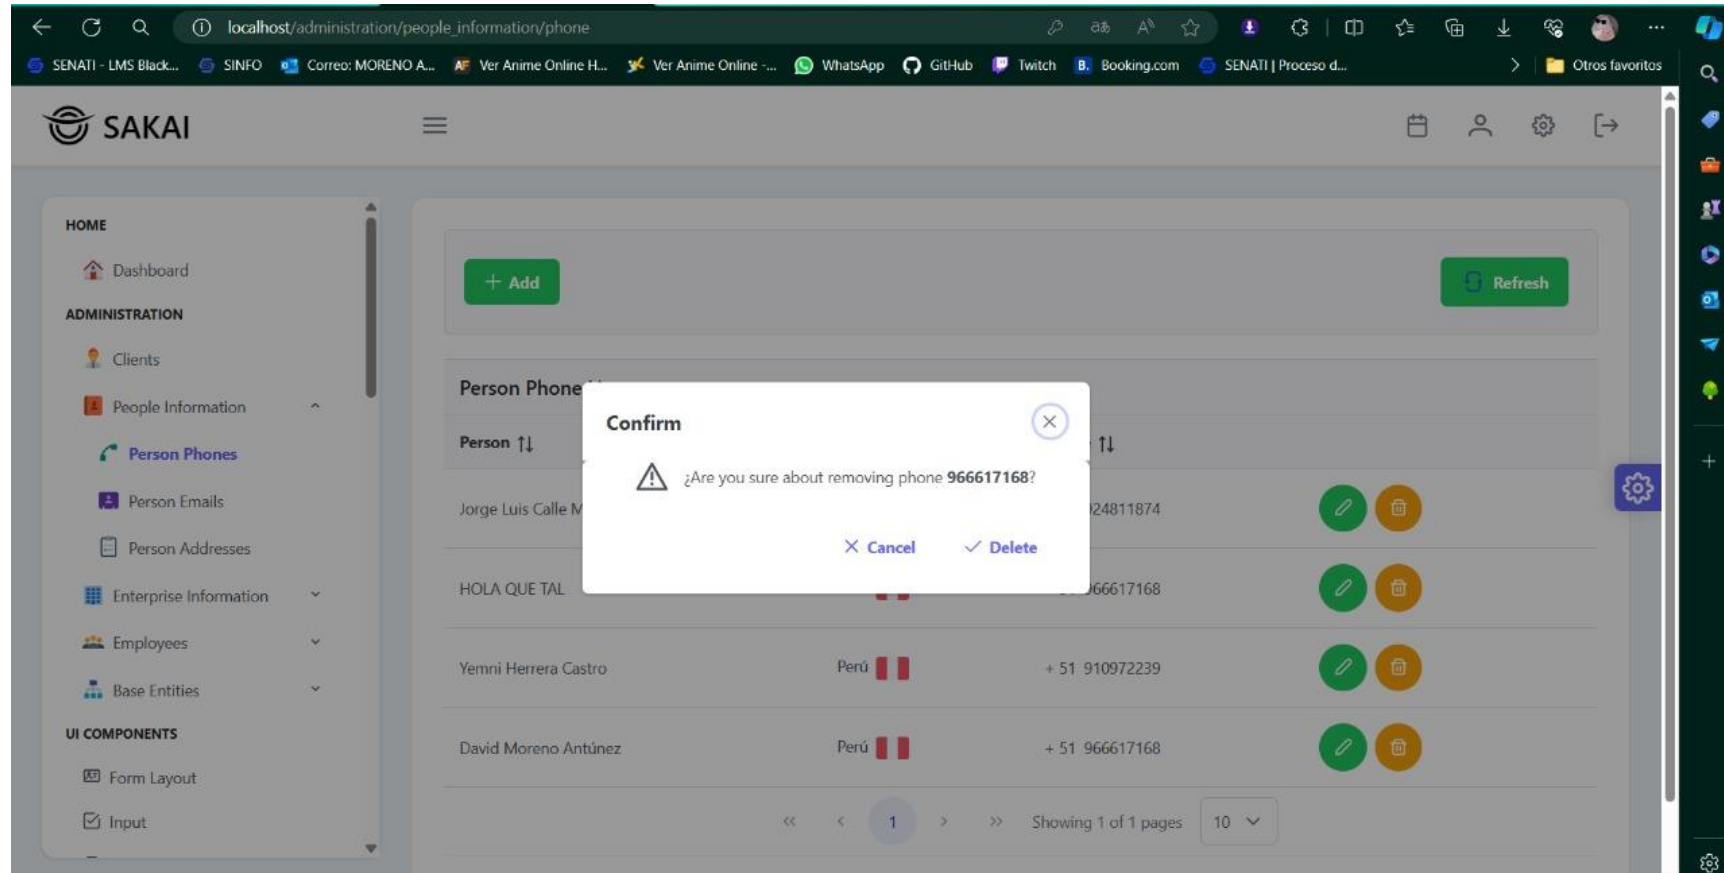 localhost/administration/people_information/phone
SENATI - LMS Black... SINFO Correo: MORENO A... Ver Anime Online H... Ver Anime Online -... WhatsApp GitHub Twitch Booking.com SENATI | Proceso d... Otros favoritos
SAKAI
HOME
Dashboard
ADMINISTRATION
Clients
People Information
Person Phones
Person Emails
Person Addresses
Enterprise Information
Employees
Base Entities
UI COMPONENTS
Form Layout
Input
+ Add
Refresh
Person Phone
Person
Confirm
¿Are you sure about removing phone 966617168?
Cancel Delete
Jorge Luis Calle 24811874
HOLA QUE TAL 66617168
Yemni Herrera Castro Perú + 51 910972239
David Moreno Antúnez Perú + 51 966617168
<< < 1 > >> Showing 1 of 1 pages 10